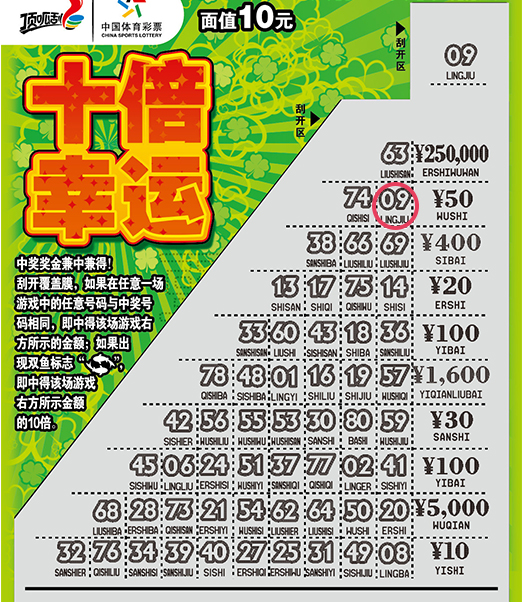 顶呱刮
中国体育彩票
CHINA SPORTS LOTTERY
面值10元
刮开区
09
LINGJIU
刮开区
十倍
幸运
63 ¥250,000
LIUSHISAN ERSHIWUWAN
74 09 ¥50
QISHISI LINGJIU WUSHI
38 66 69 ¥400
SANSHIBA LIUSHILIU LIUSHIJIU SIBAI
13 17 75 14 ¥20
SHISAN SHIQI QISHIWU SHISI ERSHI
33 60 43 18 36 ¥100
SANSHISAN LIUSHI SISHISAN SHIBA SANSHILIU YIBAI
78 48 01 16 19 57 ¥1,600
QISHIBA SISHIBA LINGYI SHILIU SHIJIU WUSHIQI YIQIANLIUBAI
42 56 55 53 30 80 59 ¥30
SISHIER WUSHILIU WUSHIWU WUSHISAN SANSHI BASHI WUSHIJIU SANSHI
45 06 24 51 37 77 02 41 ¥100
SISHIWU LINGLIU ERSHISI WUSHIYI SANSHIQI QISHIQI LINGER SISHIYI YIBAI
68 28 73 21 54 62 64 50 20 ¥5,000
LIUSHIBA ERSHIBA QISHISAN ERSHIYI WUSHISI LIUSHIER LIUSHISI WUSHI ERSHI WUQIAN
32 76 34 39 40 27 25 31 49 08 ¥10
SANSHIER QISHILIU SANSHISI SANSHIJIU SISHI ERSHIQI ERSHIWU SANSHIYI SISHIJIU LINGBA YISHI
中奖奖金兼中兼得!
刮开覆盖膜,如果在任意一场
游戏中的任意号码与中奖号
码相同,即中得该场游戏右
方所示的金额;如果出
现双鱼标志“ ”,
即中得该场游戏
右方所示金额
的10倍。